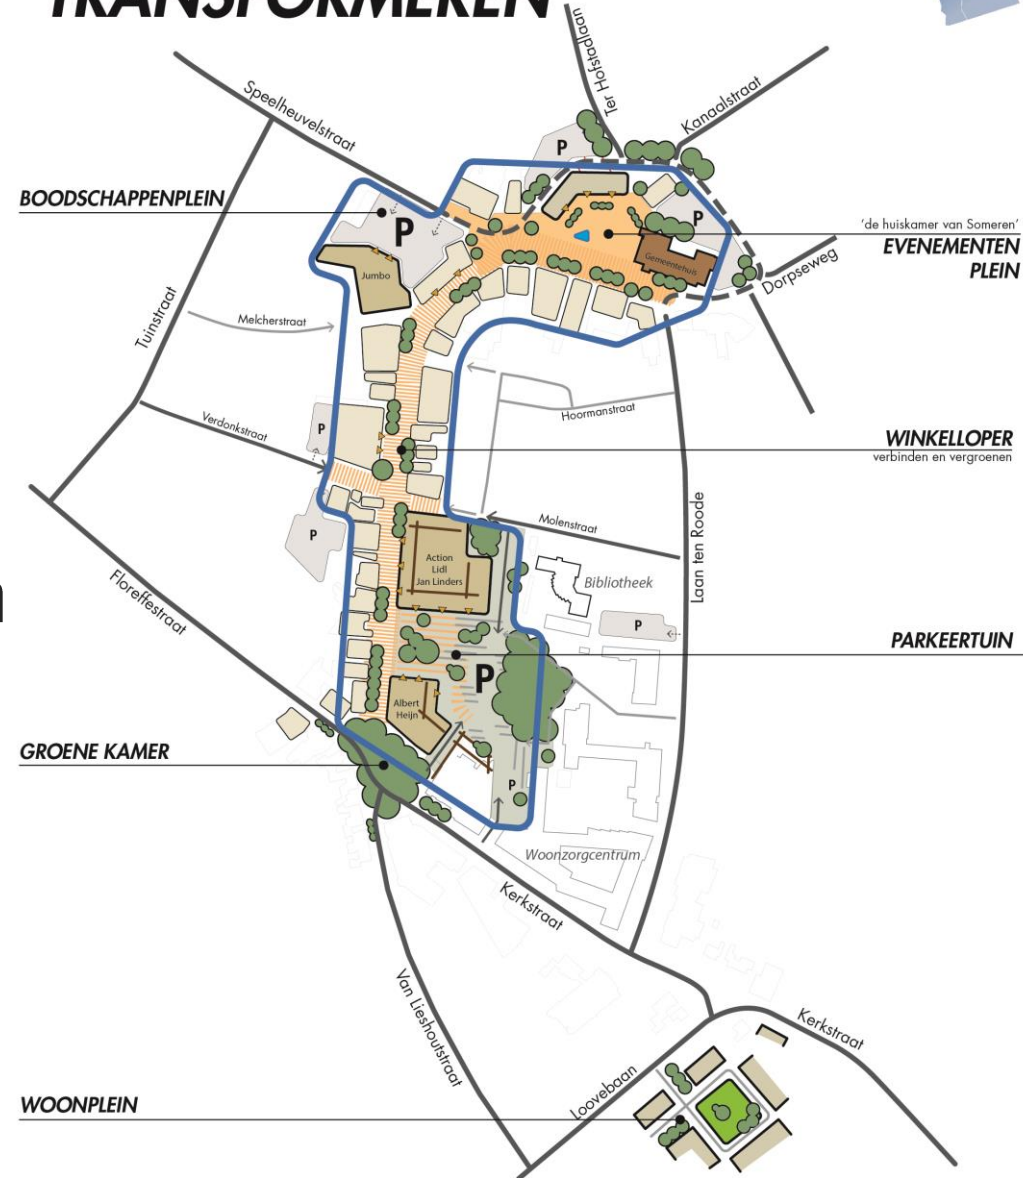 TRANSFORMEREN
Ter Hofstadlaan
Kanaalstraat
Speelheuvelstraat
P
BOODSCHAPPENPLEIN
P
P
'de huiskamer van Someren'
EVENEMENTEN
PLEIN
Gemeentehuis
Jumbo
Dorpseweg
Tuinstraat
Melcherstraat
Hoormanstraat
Verdonkstraat
P
WINKELLOPER
verbinden en vergroenen
Laan ten Roode
Molenstraat
P
Action
Lidl
Jan Linders
Bibliotheek
Floreffestraat
P
PARKEERTUIN
P
Albert
Heijn
GROENE KAMER
P
Woonzorgcentrum
Kerkstraat
Van Lieshoutstraat
Kerkstraat
Loovebaan
WOONPLEIN